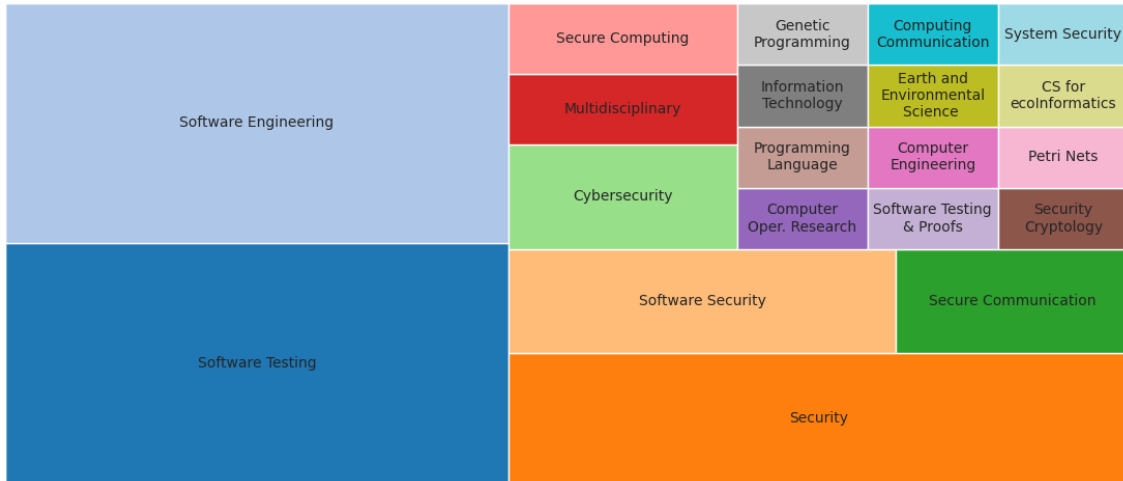 Software Engineering
Software Testing
Secure Computing
Multidisciplinary
Cybersecurity
Genetic
Programming
Computing
Communication
System Security
Information
Technology
Earth and
Environmental
Science
CS for
ecoInformatics
Programming
Language
Computer
Engineering
Petri Nets
Computer
Oper. Research
Software Testing
& Proofs
Security
Cryptology
Software Security
Secure Communication
Security